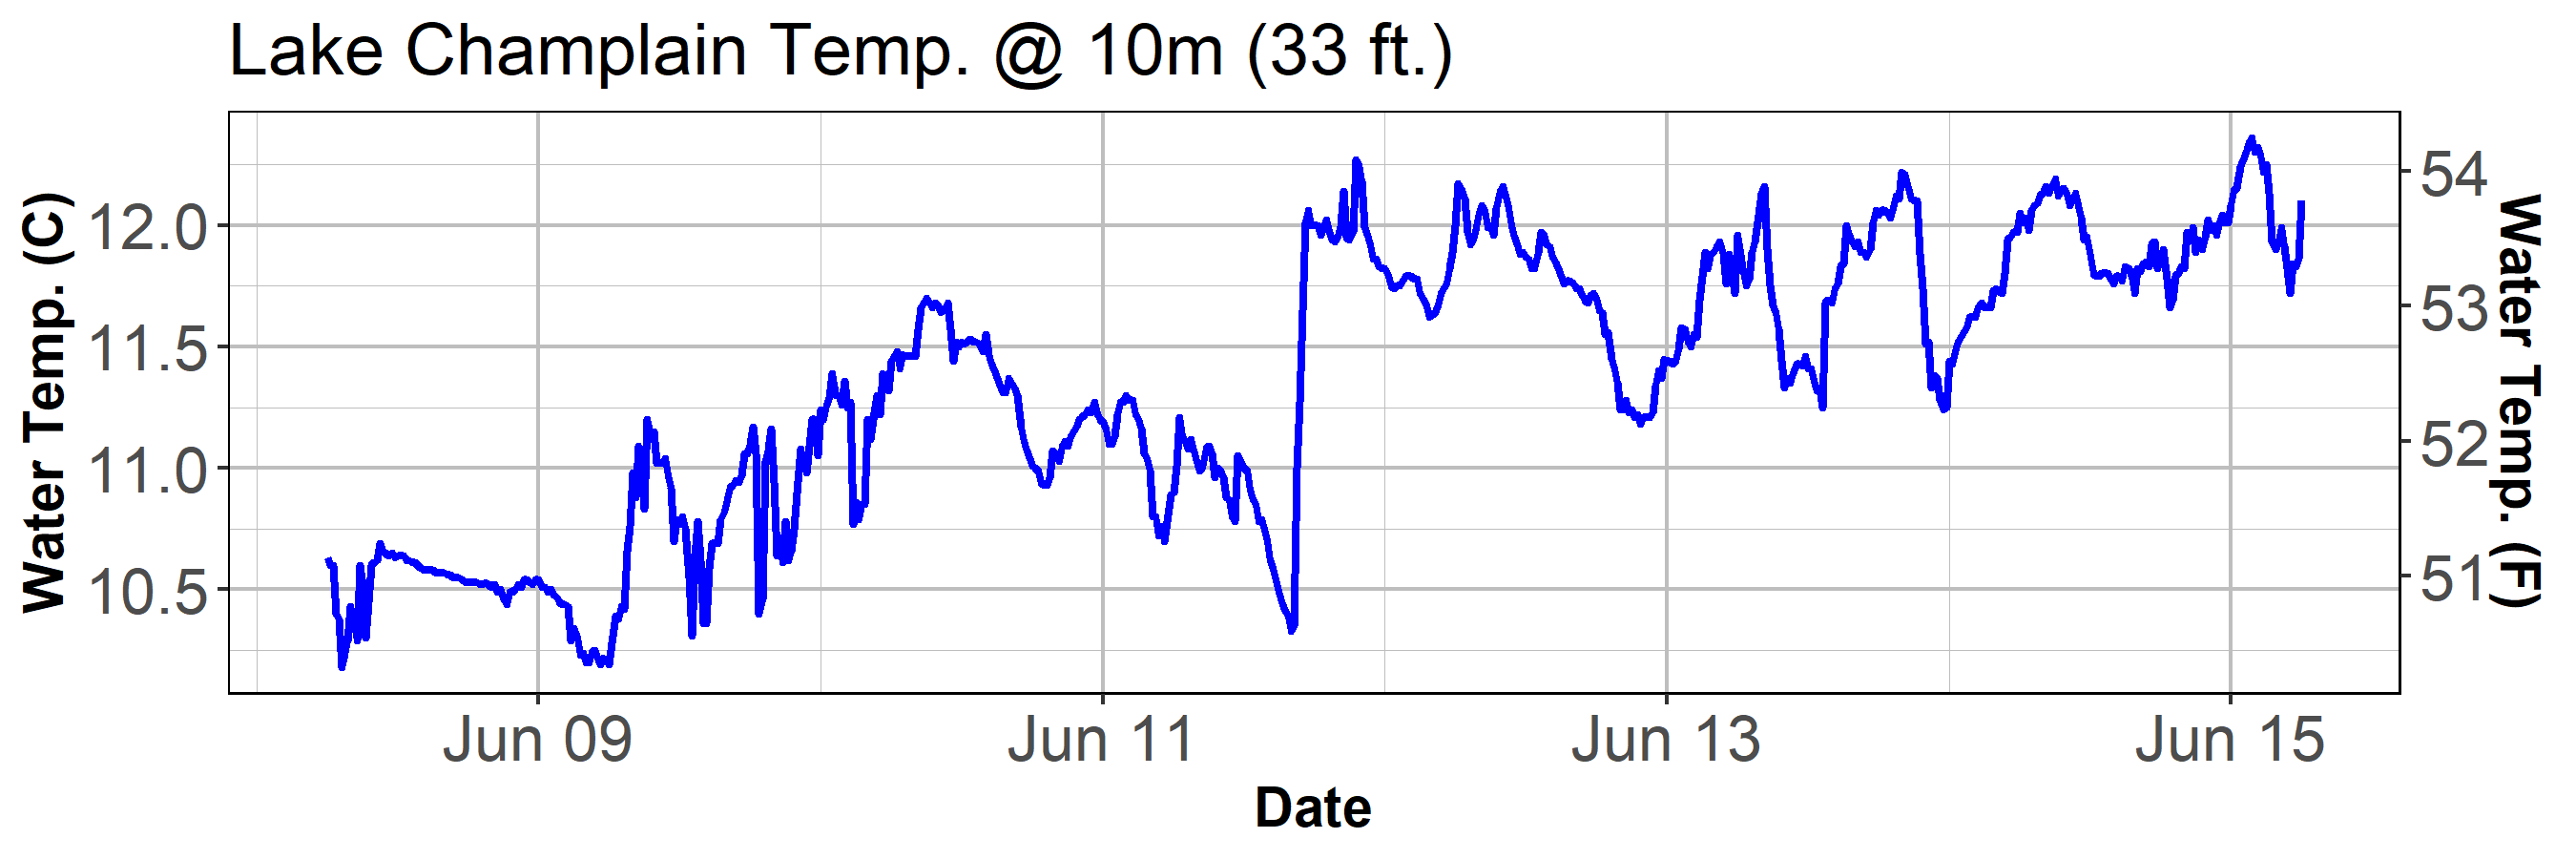 Lake Champlain Temp. @ 10m (33 ft.)
Water Temp. (C)
12.0
11.5
11.0
10.5
54
53
52
51
Water Temp. (F)
Jun 09 Jun 11 Jun 13 Jun 15
Date